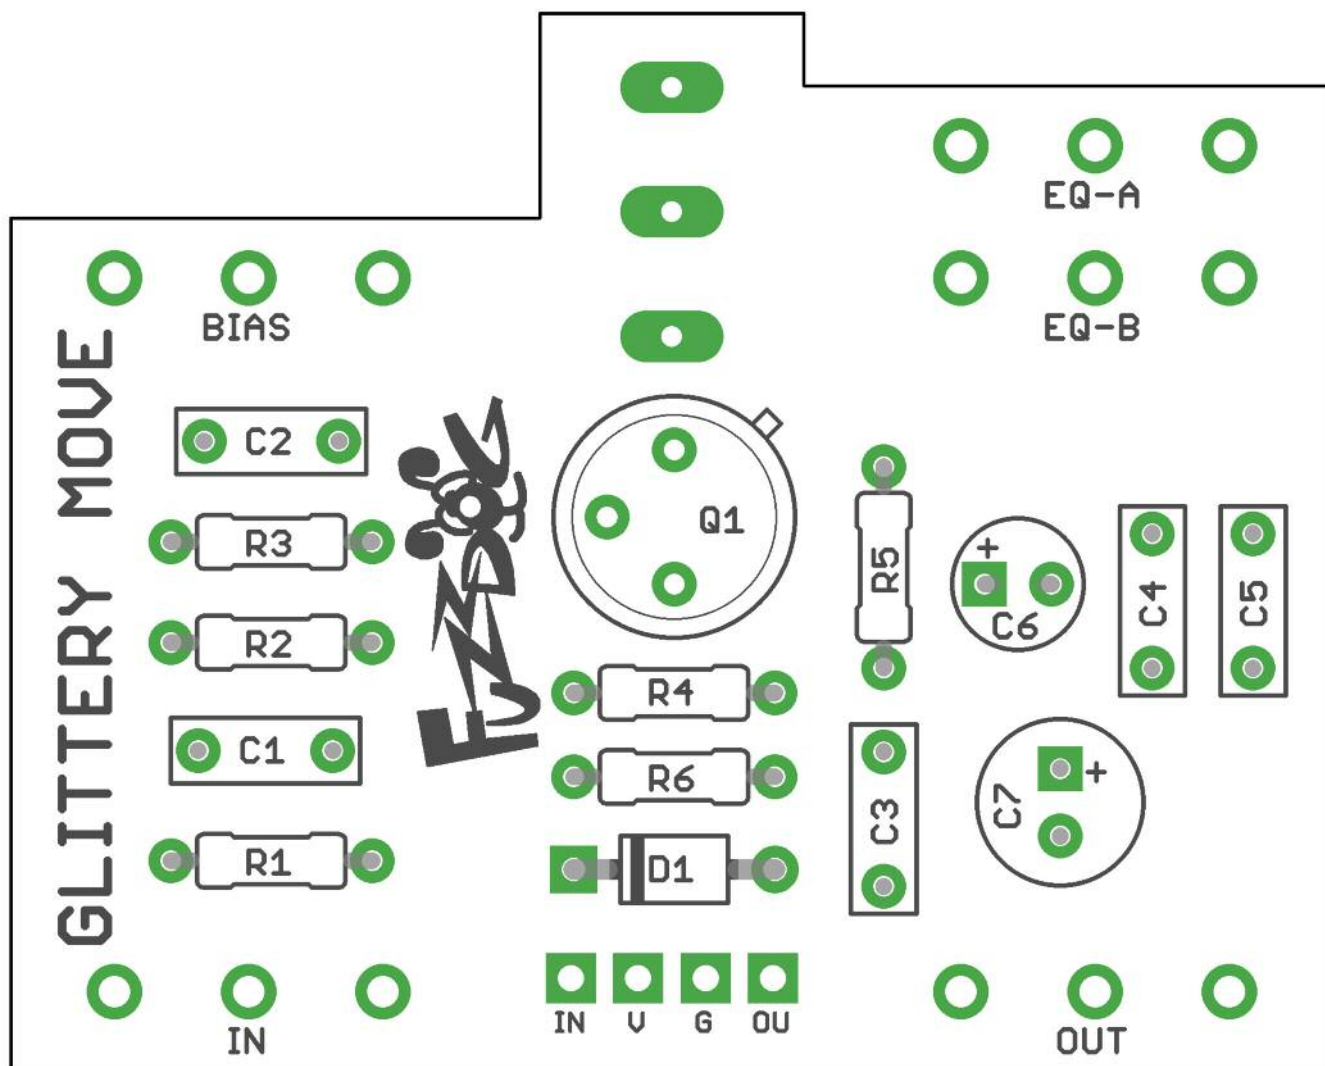 EQ-A
BIAS
EQ-B
GLITTERY MOVE
C2
R3
Q1
R5
+
C6
C4
C5
R2
R4
C1
R6
+
C7
C3
R1
D1
FuzzDog
IN
V
G
OU
IN
OUT